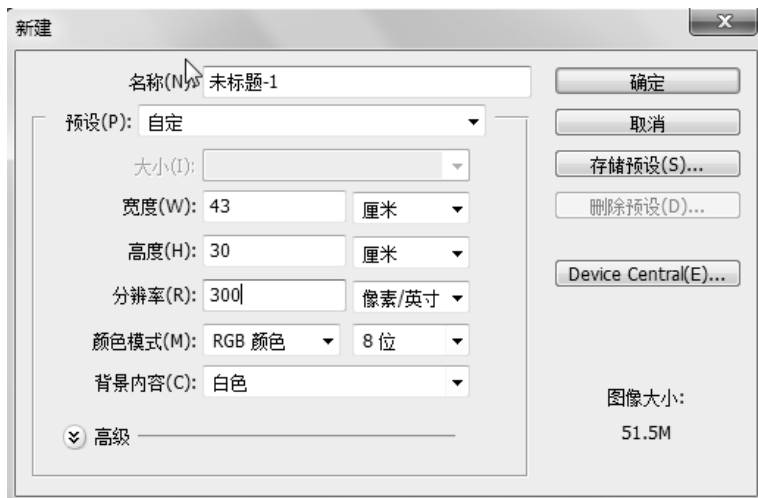 新建
名称(N): 未标题-1
确定
预设(P): 自定
取消
大小(I):
存储预设(S)...
宽度(W): 43 厘米
删除预设(D)...
高度(H): 30 厘米
Device Central(E)...
分辨率(R): 300 像素/英寸
颜色模式(M): RGB 颜色 8 位
背景内容(C): 白色
图像大小:
高级
51.5M